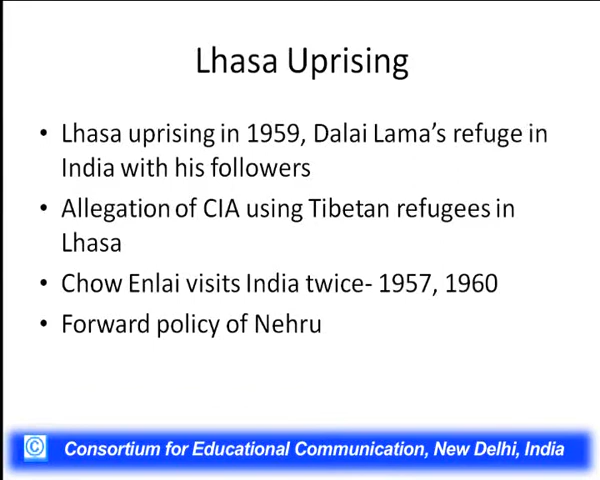 Lhasa Uprising
• Lhasa uprising in 1959, Dalai Lama's refuge in
India with his followers
• Allegation of CIA using Tibetan refugees in
Lhasa
• Chow Enlai visits India twice- 1957, 1960
• Forward policy of Nehru
© Consortium for Educational Communication, New Delhi, India